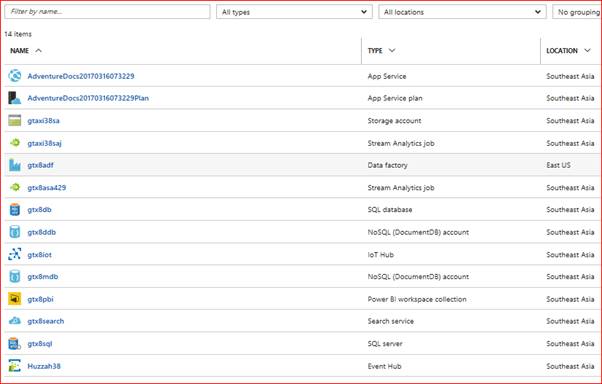 Filter by name... All types All locations No grouping
14 items
NAME TYPE LOCATION
AdventureDocs20170316073229 App Service Southeast Asia
AdventureDocs20170316073229Plan App Service plan Southeast Asia
gtaxi38sa Storage account Southeast Asia
gtaxi38saj Stream Analytics job Southeast Asia
gtx8adf Data factory East US
gtx8asa429 Stream Analytics job Southeast Asia
gtx8db SQL database Southeast Asia
gtx8ddb NoSQL (DocumentDB) account Southeast Asia
gtx8iot IoT Hub Southeast Asia
gtx8mdb NoSQL (DocumentDB) account Southeast Asia
gtx8pbi Power BI workspace collection Southeast Asia
gtx8search Search service Southeast Asia
gtx8sql SQL server Southeast Asia
Huzzah38 Event Hub Southeast Asia